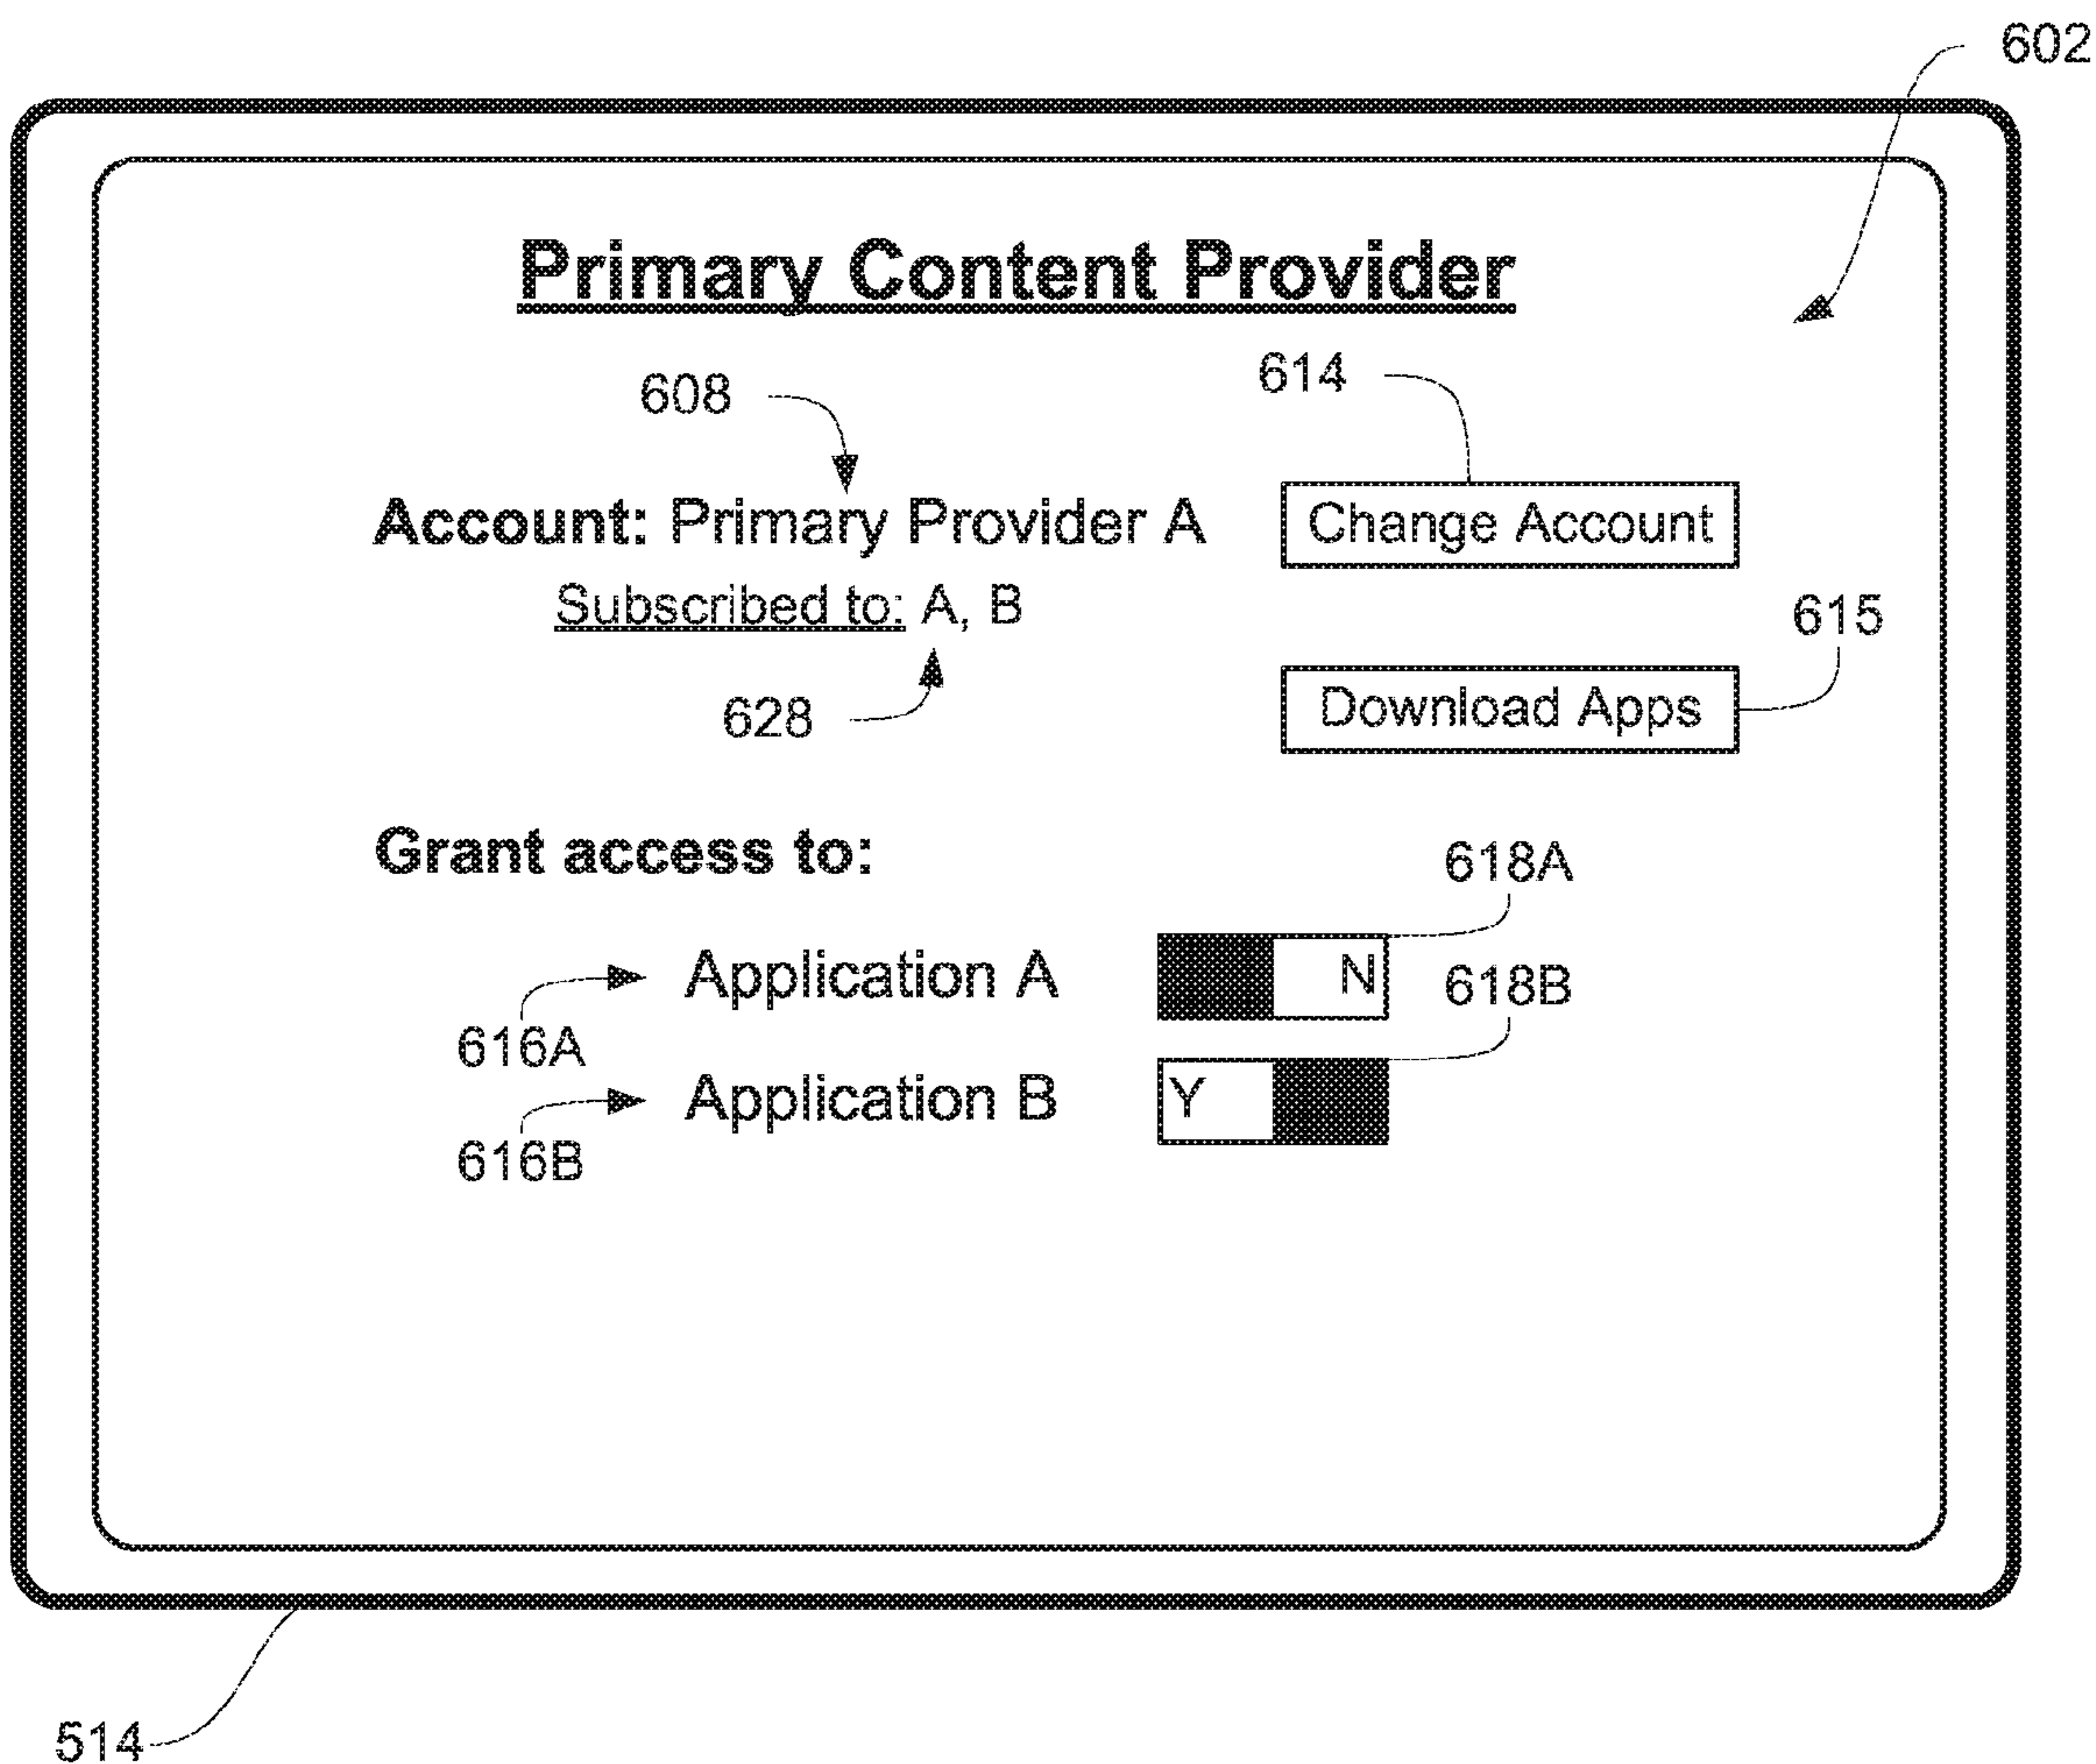 602
Primary Content Provider
608
614
Account: Primary Provider A
Change Account
Subscribed to: A, B
615
628
Download Apps
Grant access to:
618A
Application A
N
618B
616A
Application B
Y
616B
514